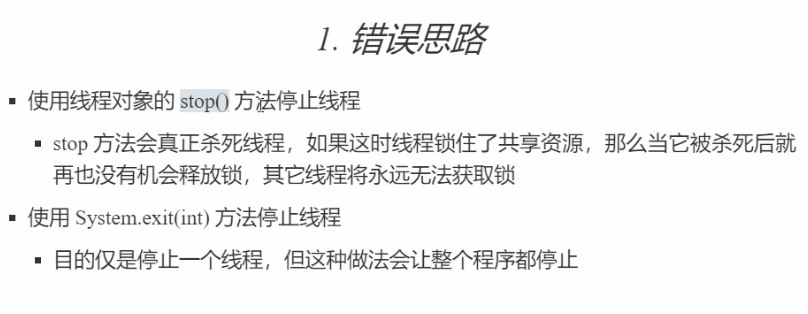 1. 错误思路
使用线程对象的 stop() 方法停止线程
stop 方法会真正杀死线程，如果这时线程锁住了共享资源，那么当它被杀死后就
再也没有机会释放锁，其它线程将永远无法获取锁
使用 System.exit(int) 方法停止线程
目的仅是停止一个线程，但这种做法会让整个程序都停止